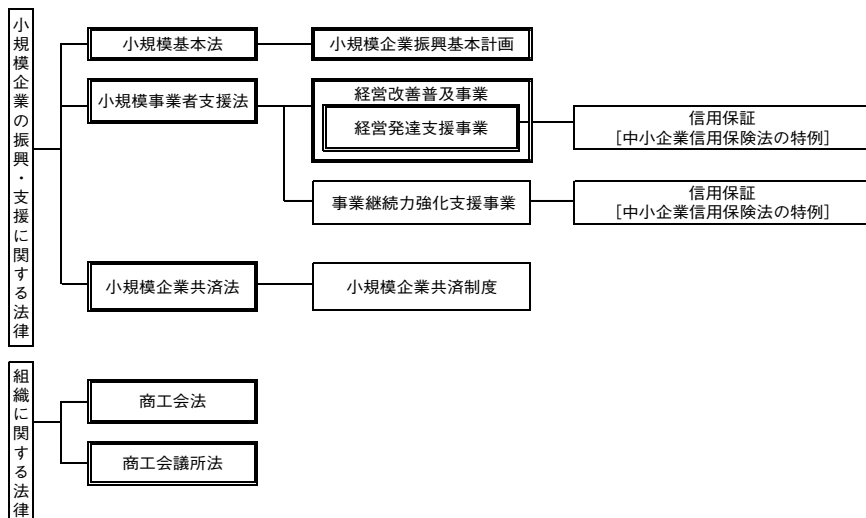 小規模企業の振興・支援に関する法律
小規模基本法
小規模企業振興基本計画
小規模事業者支援法
経営改善普及事業
経営発達支援事業
信用保証
［中小企業信用保険法の特例］
事業継続力強化支援事業
信用保証
［中小企業信用保険法の特例］
小規模企業共済法
小規模企業共済制度
組織に関する法律
商工会法
商工会議所法